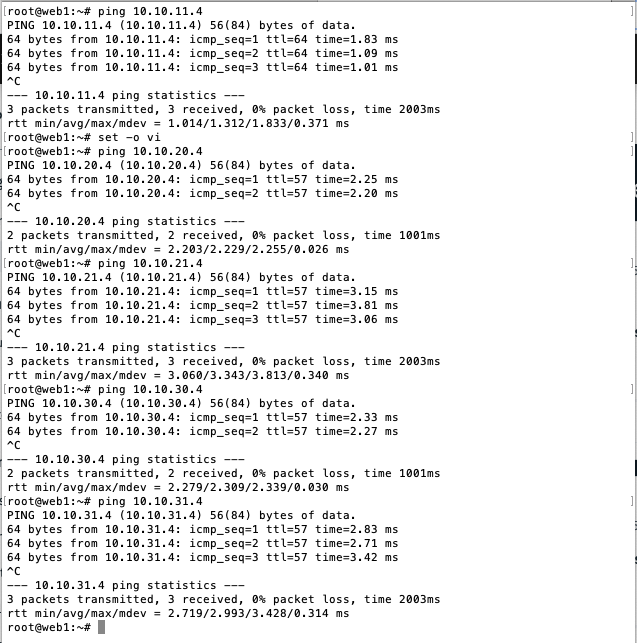 [root@web1:~# ping 10.10.11.4 ]
PING 10.10.11.4 (10.10.11.4) 56(84) bytes of data.
64 bytes from 10.10.11.4: icmp_seq=1 ttl=64 time=1.83 ms
64 bytes from 10.10.11.4: icmp_seq=2 ttl=64 time=1.09 ms
64 bytes from 10.10.11.4: icmp_seq=3 ttl=64 time=1.01 ms
^C
--- 10.10.11.4 ping statistics ---
3 packets transmitted, 3 received, 0% packet loss, time 2003ms
rtt min/avg/max/mdev = 1.014/1.312/1.833/0.371 ms
[root@web1:~# set -o vi ]
[root@web1:~# ping 10.10.20.4 ]
PING 10.10.20.4 (10.10.20.4) 56(84) bytes of data.
64 bytes from 10.10.20.4: icmp_seq=1 ttl=57 time=2.25 ms
64 bytes from 10.10.20.4: icmp_seq=2 ttl=57 time=2.20 ms
^C
--- 10.10.20.4 ping statistics ---
2 packets transmitted, 2 received, 0% packet loss, time 1001ms
rtt min/avg/max/mdev = 2.203/2.229/2.255/0.026 ms
[root@web1:~# ping 10.10.21.4 ]
PING 10.10.21.4 (10.10.21.4) 56(84) bytes of data.
64 bytes from 10.10.21.4: icmp_seq=1 ttl=57 time=3.15 ms
64 bytes from 10.10.21.4: icmp_seq=2 ttl=57 time=3.81 ms
64 bytes from 10.10.21.4: icmp_seq=3 ttl=57 time=3.06 ms
^C
--- 10.10.21.4 ping statistics ---
3 packets transmitted, 3 received, 0% packet loss, time 2003ms
rtt min/avg/max/mdev = 3.060/3.343/3.813/0.340 ms
[root@web1:~# ping 10.10.30.4 ]
PING 10.10.30.4 (10.10.30.4) 56(84) bytes of data.
64 bytes from 10.10.30.4: icmp_seq=1 ttl=57 time=2.33 ms
64 bytes from 10.10.30.4: icmp_seq=2 ttl=57 time=2.27 ms
^C
--- 10.10.30.4 ping statistics ---
2 packets transmitted, 2 received, 0% packet loss, time 1001ms
rtt min/avg/max/mdev = 2.279/2.309/2.339/0.030 ms
[root@web1:~# ping 10.10.31.4 ]
PING 10.10.31.4 (10.10.31.4) 56(84) bytes of data.
64 bytes from 10.10.31.4: icmp_seq=1 ttl=57 time=2.83 ms
64 bytes from 10.10.31.4: icmp_seq=2 ttl=57 time=2.71 ms
64 bytes from 10.10.31.4: icmp_seq=3 ttl=57 time=3.42 ms
^C
--- 10.10.31.4 ping statistics ---
3 packets transmitted, 3 received, 0% packet loss, time 2003ms
rtt min/avg/max/mdev = 2.719/2.993/3.428/0.314 ms
root@web1:~#